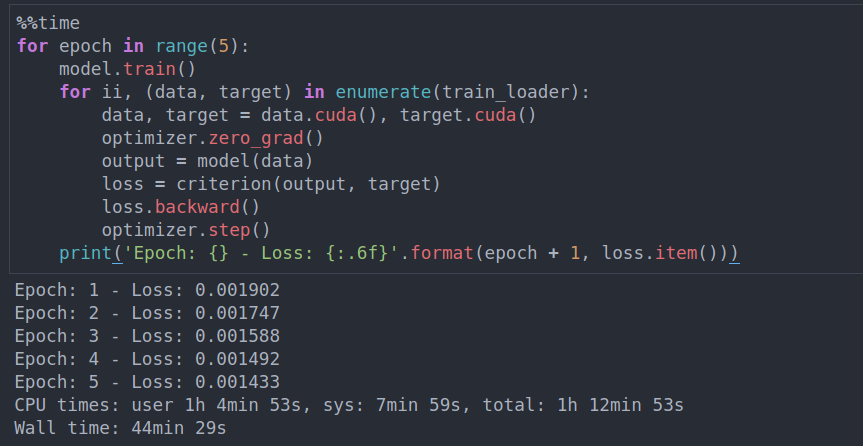 %%time
for epoch in range(5):
    model.train()
    for ii, (data, target) in enumerate(train_loader):
        data, target = data.cuda(), target.cuda()
        optimizer.zero_grad()
        output = model(data)
        loss = criterion(output, target)
        loss.backward()
        optimizer.step()
    print('Epoch: {} - Loss: {:.6f}'.format(epoch + 1, loss.item()))
Epoch: 1 - Loss: 0.001902
Epoch: 2 - Loss: 0.001747
Epoch: 3 - Loss: 0.001588
Epoch: 4 - Loss: 0.001492
Epoch: 5 - Loss: 0.001433
CPU times: user 1h 4min 53s, sys: 7min 59s, total: 1h 12min 53s
Wall time: 44min 29s